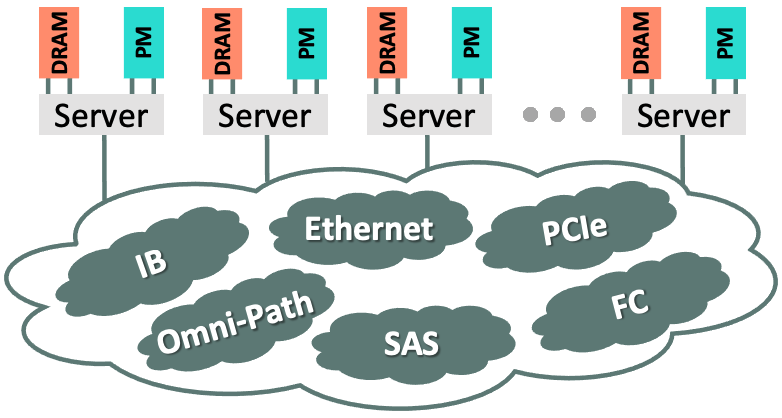 DRAM
PM
DRAM
PM
DRAM
PM
DRAM
PM
Server
Server
Server
Server
Ethernet
PCIe
IB
Omni-Path
SAS
FC